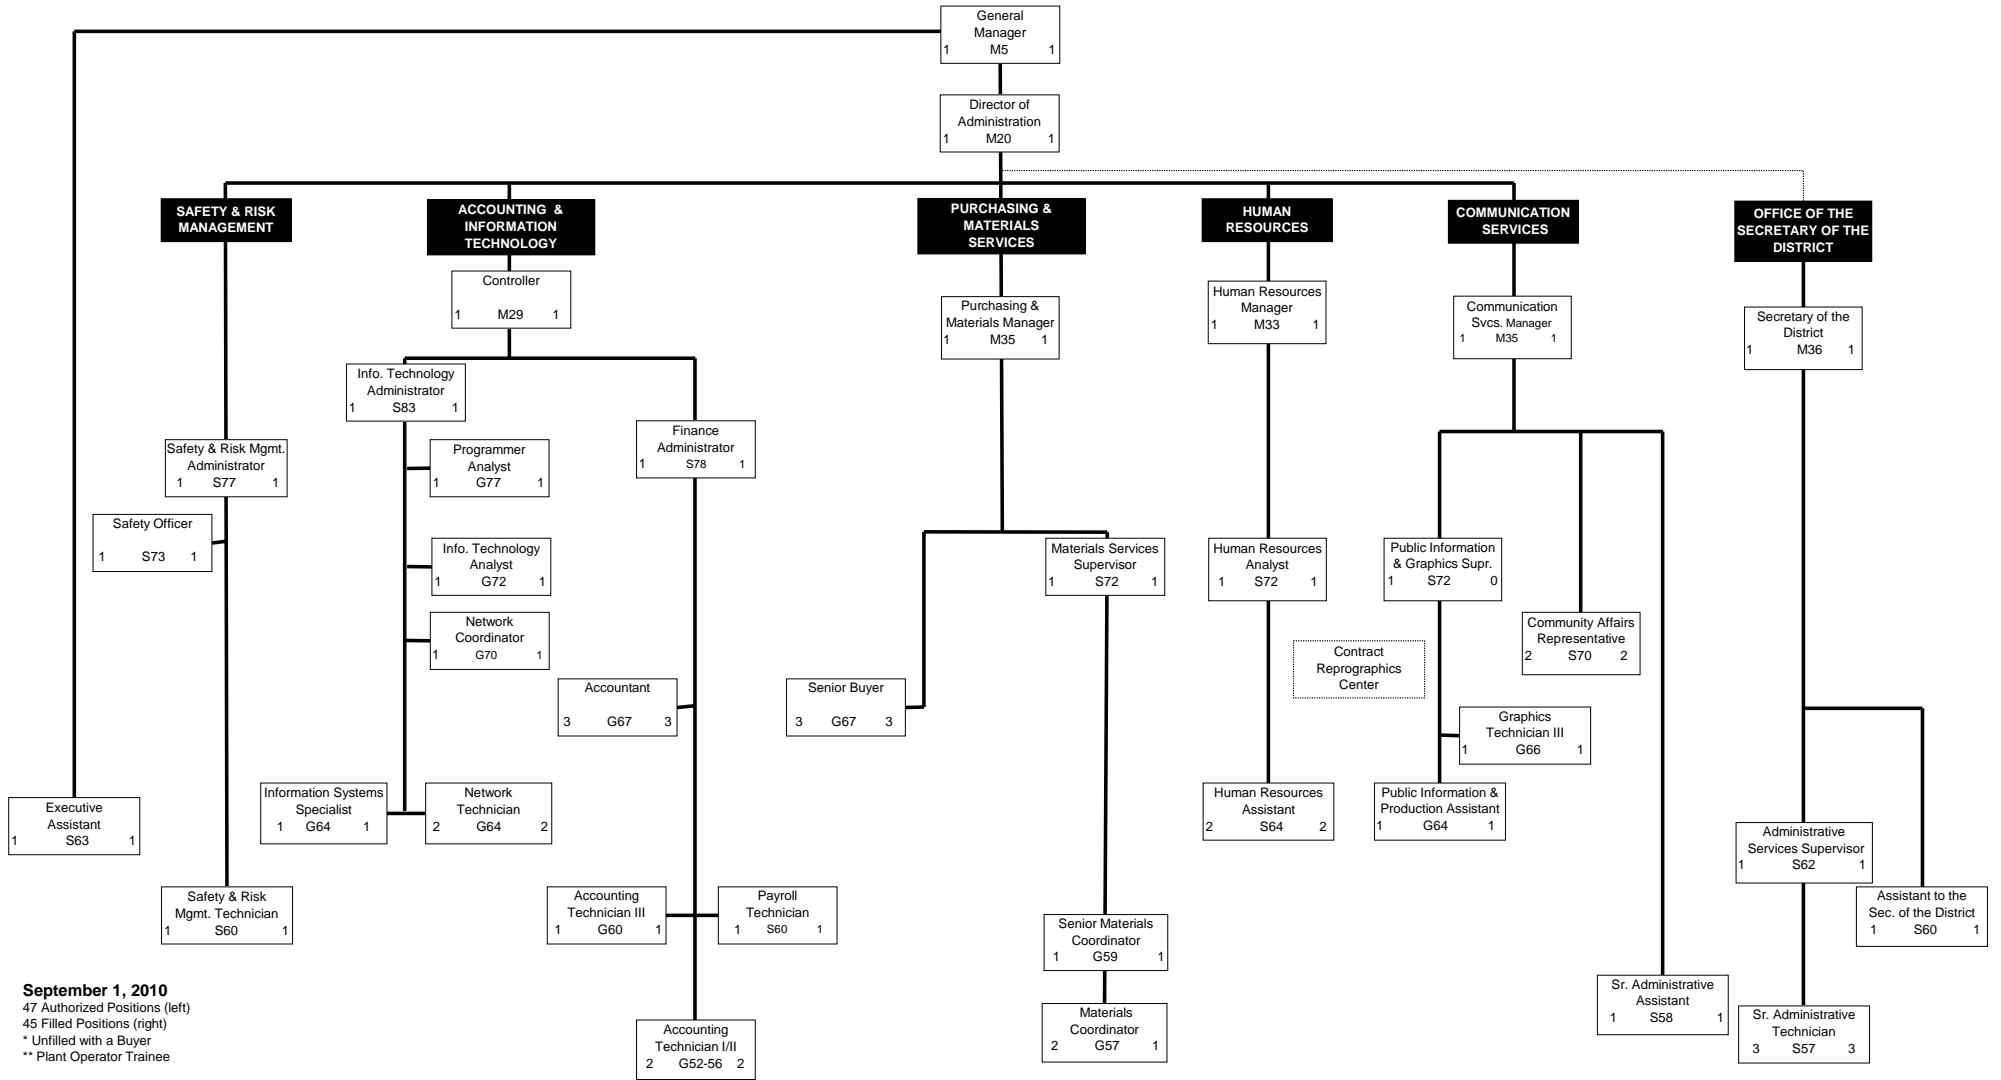 General
Manager
1 M5 1
Director of
Administration
1 M20 1
SAFETY & RISK
MANAGEMENT
ACCOUNTING &
INFORMATION
TECHNOLOGY
PURCHASING &
MATERIALS
SERVICES
HUMAN
RESOURCES
COMMUNICATION
SERVICES
OFFICE OF THE
SECRETARY OF THE
DISTRICT
Controller
1 M29 1
Purchasing &
Materials Manager
1 M35 1
Human Resources
Manager
1 M33 1
Communication
Svcs. Manager
1 M35 1
Secretary of the
District
1 M36 1
Info. Technology
Administrator
1 S83 1
Finance
Administrator
1 S78 1
Safety & Risk Mgmt.
Administrator
1 S77 1
Programmer
Analyst
1 G77 1
Safety Officer
1 S73 1
Info. Technology
Analyst
1 G72 1
Materials Services
Supervisor
1 S72 1
Human Resources
Analyst
1 S72 1
Public Information
& Graphics Supr.
1 S72 0
Network
Coordinator
1 G70 1
Community Affairs
Representative
2 S70 2
Contract
Reprographics
Center
Accountant
3 G67 3
Senior Buyer
3 G67 3
Graphics
Technician III
1 G66 1
Information Systems
Specialist
1 G64 1
Network
Technician
2 G64 2
Human Resources
Assistant
2 S64 2
Public Information &
Production Assistant
1 G64 1
Executive
Assistant
1 S63 1
Administrative
Services Supervisor
1 S62 1
Safety & Risk
Mgmt. Technician
1 S60 1
Accounting
Technician III
1 G60 1
Payroll
Technician
1 S60 1
Assistant to the
Sec. of the District
1 S60 1
Senior Materials
Coordinator
1 G59 1
Sr. Administrative
Assistant
1 S58 1
Materials
Coordinator
2 G57 1
Sr. Administrative
Technician
3 S57 3
Accounting
Technician I/II
2 G52-56 2
September 1, 2010
47 Authorized Positions (left)
45 Filled Positions (right)
* Unfilled with a Buyer
** Plant Operator Trainee